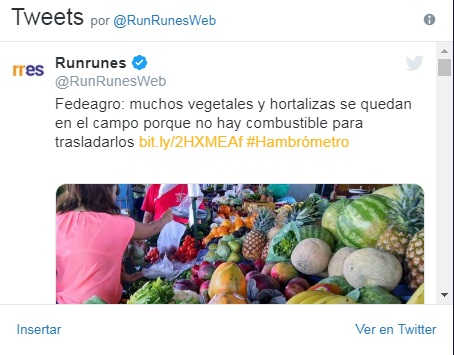 Tweets por @RunRunesWeb
rres Runrunes
@RunRunesWeb
Fedeagro: muchos vegetales y hortalizas se quedan
en el campo porque no hay combustible para
trasladarlos bit.ly/2HXMEAf #Hambrómetro
Insertar Ver en Twitter